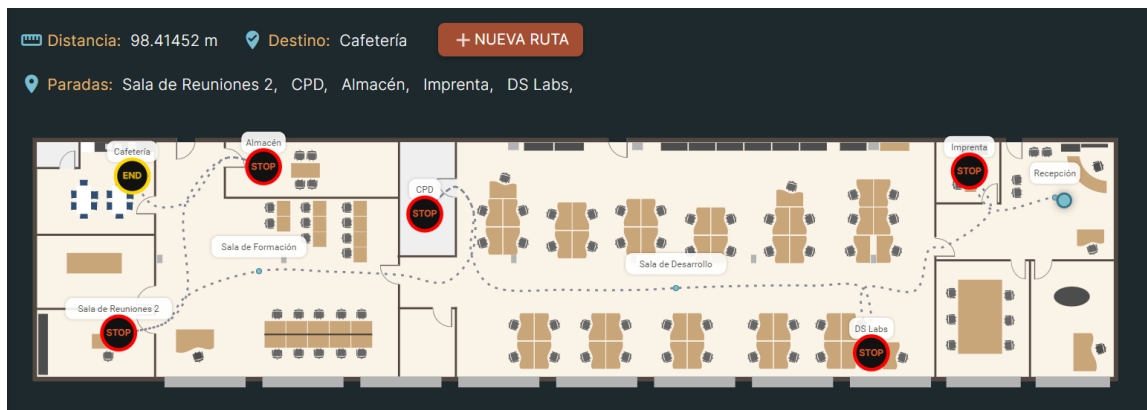 Distancia: 98.41452 m Destino: Cafetería + NUEVA RUTA
Paradas: Sala de Reuniones 2, CPD, Almacén, Imprenta, DS Labs,
Almacén
Imprenta
Cafetería
STOP
STOP
END
Recepción
CPD
STOP
Sala de Formación
Sala de Desarrollo
Sala de Reuniones 2
STOP
DS Labs
STOP